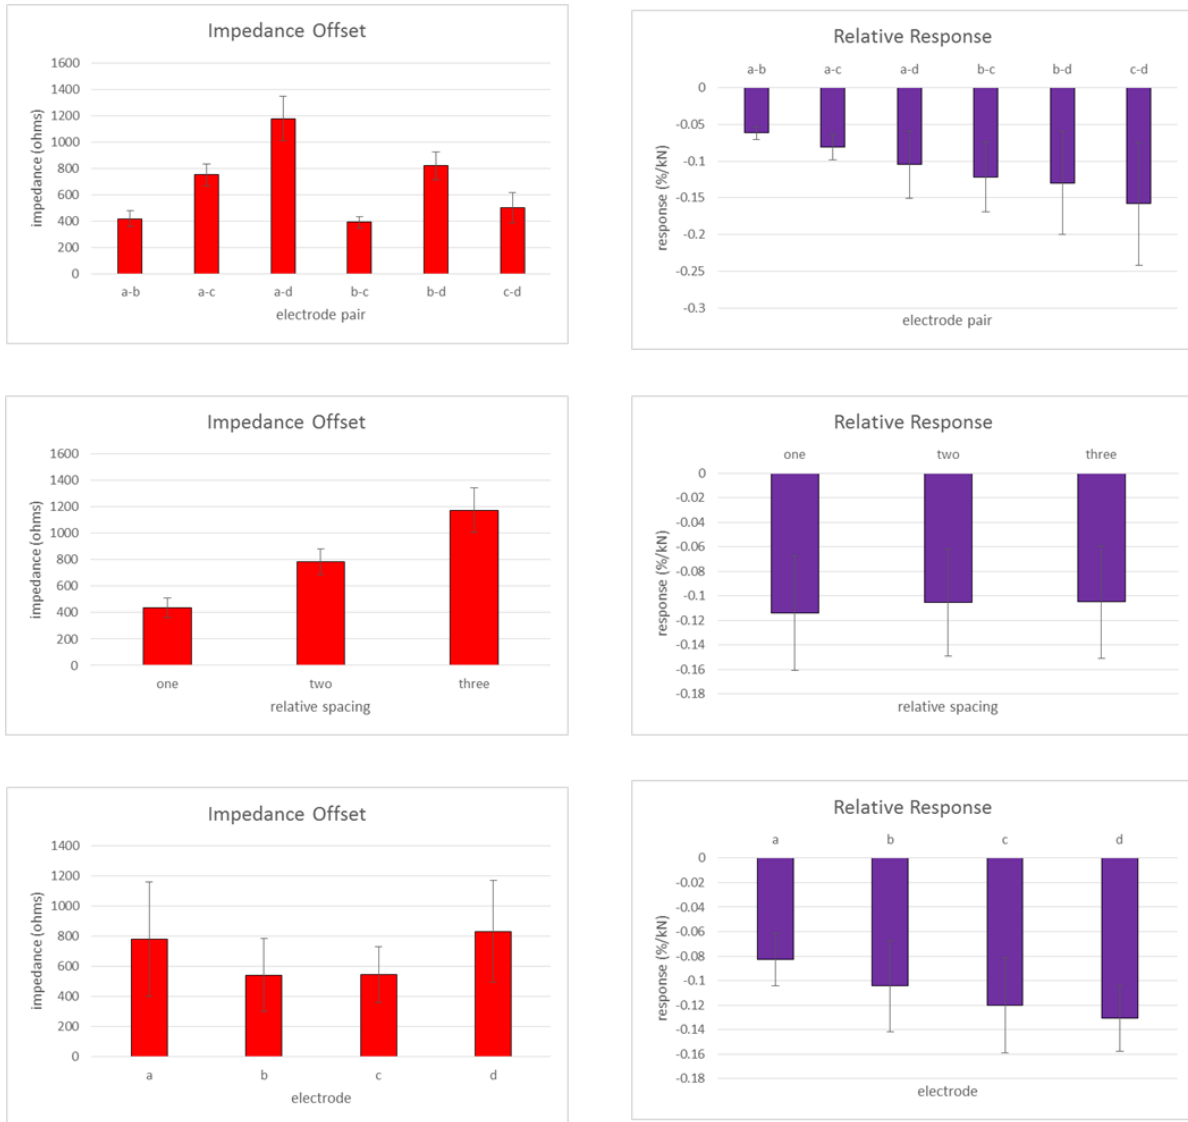 Impedance Offset
1600
1400
1200
1000
800
600
400
200
0
impedance (ohms)
a-b a-c a-d b-c b-d c-d
electrode pair
Relative Response
a-b a-c a-d b-c b-d c-d
0
-0.05
-0.1
-0.15
-0.2
-0.25
-0.3
response (%/kN)
electrode pair
Impedance Offset
1600
1400
1200
1000
800
600
400
200
0
impedance (ohms)
one two three
relative spacing
Relative Response
one two three
0
-0.02
-0.04
-0.06
-0.08
-0.1
-0.12
-0.14
-0.16
-0.18
response (%/kN)
relative spacing
Impedance Offset
1400
1200
1000
800
600
400
200
0
impedance (ohms)
a b c d
electrode
Relative Response
a b c d
0
-0.02
-0.04
-0.06
-0.08
-0.1
-0.12
-0.14
-0.16
-0.18
response (%/kN)
electrode